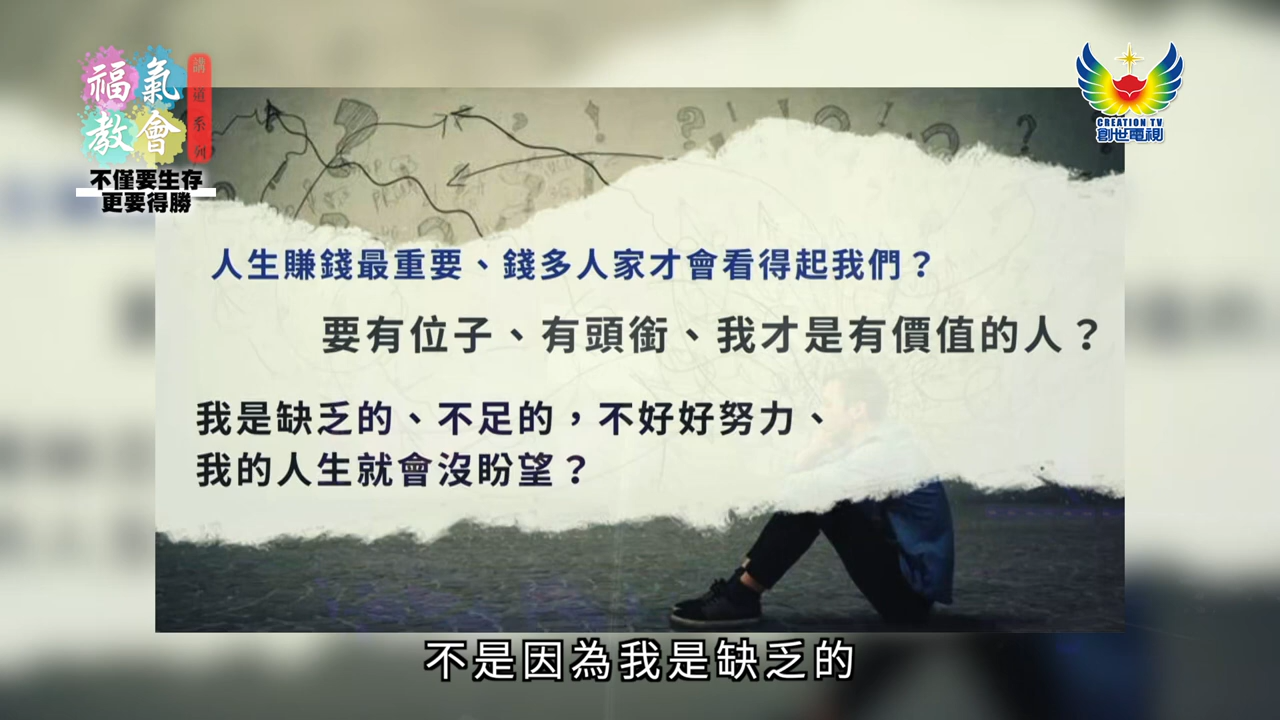 福氣
教會
講道系列
不僅要生存
更要得勝
CREATION TV
創世電視
人生賺錢最重要、錢多人家才會看得起我們？
要有位子、有頭銜、我才是有價值的人？
我是缺乏的、不足的，不好好努力、
我的人生就會沒盼望？
不是因為我是缺乏的